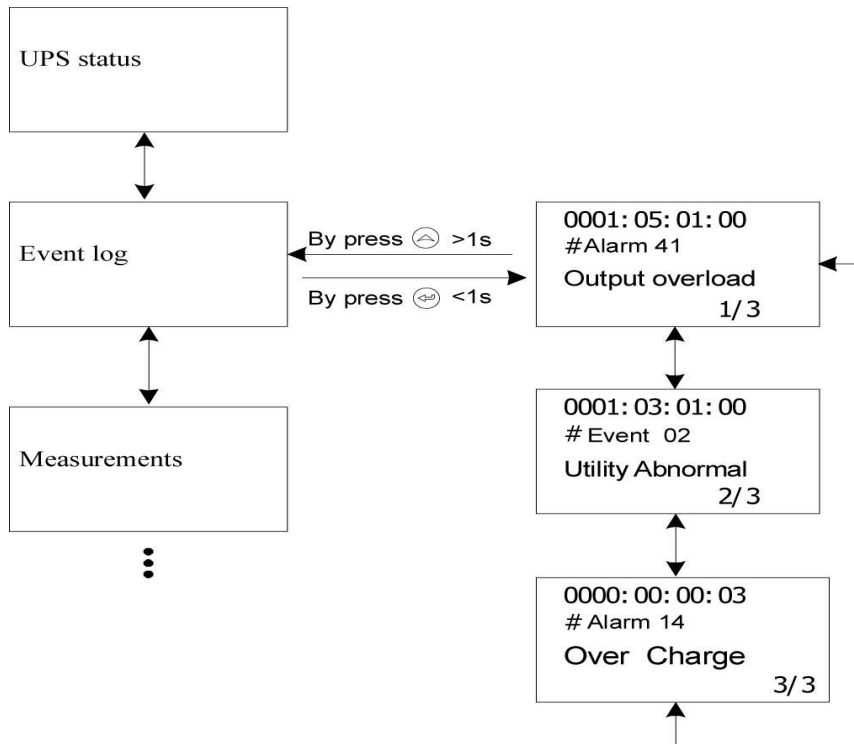 UPS status
Event log
Measurements
By press >1s
By press <1s
0001:05:01:00
#Alarm 41
Output overload
1/3
0001:03:01:00
# Event 02
Utility Abnormal
2/3
0000:00:00:03
# Alarm 14
Over Charge
3/3